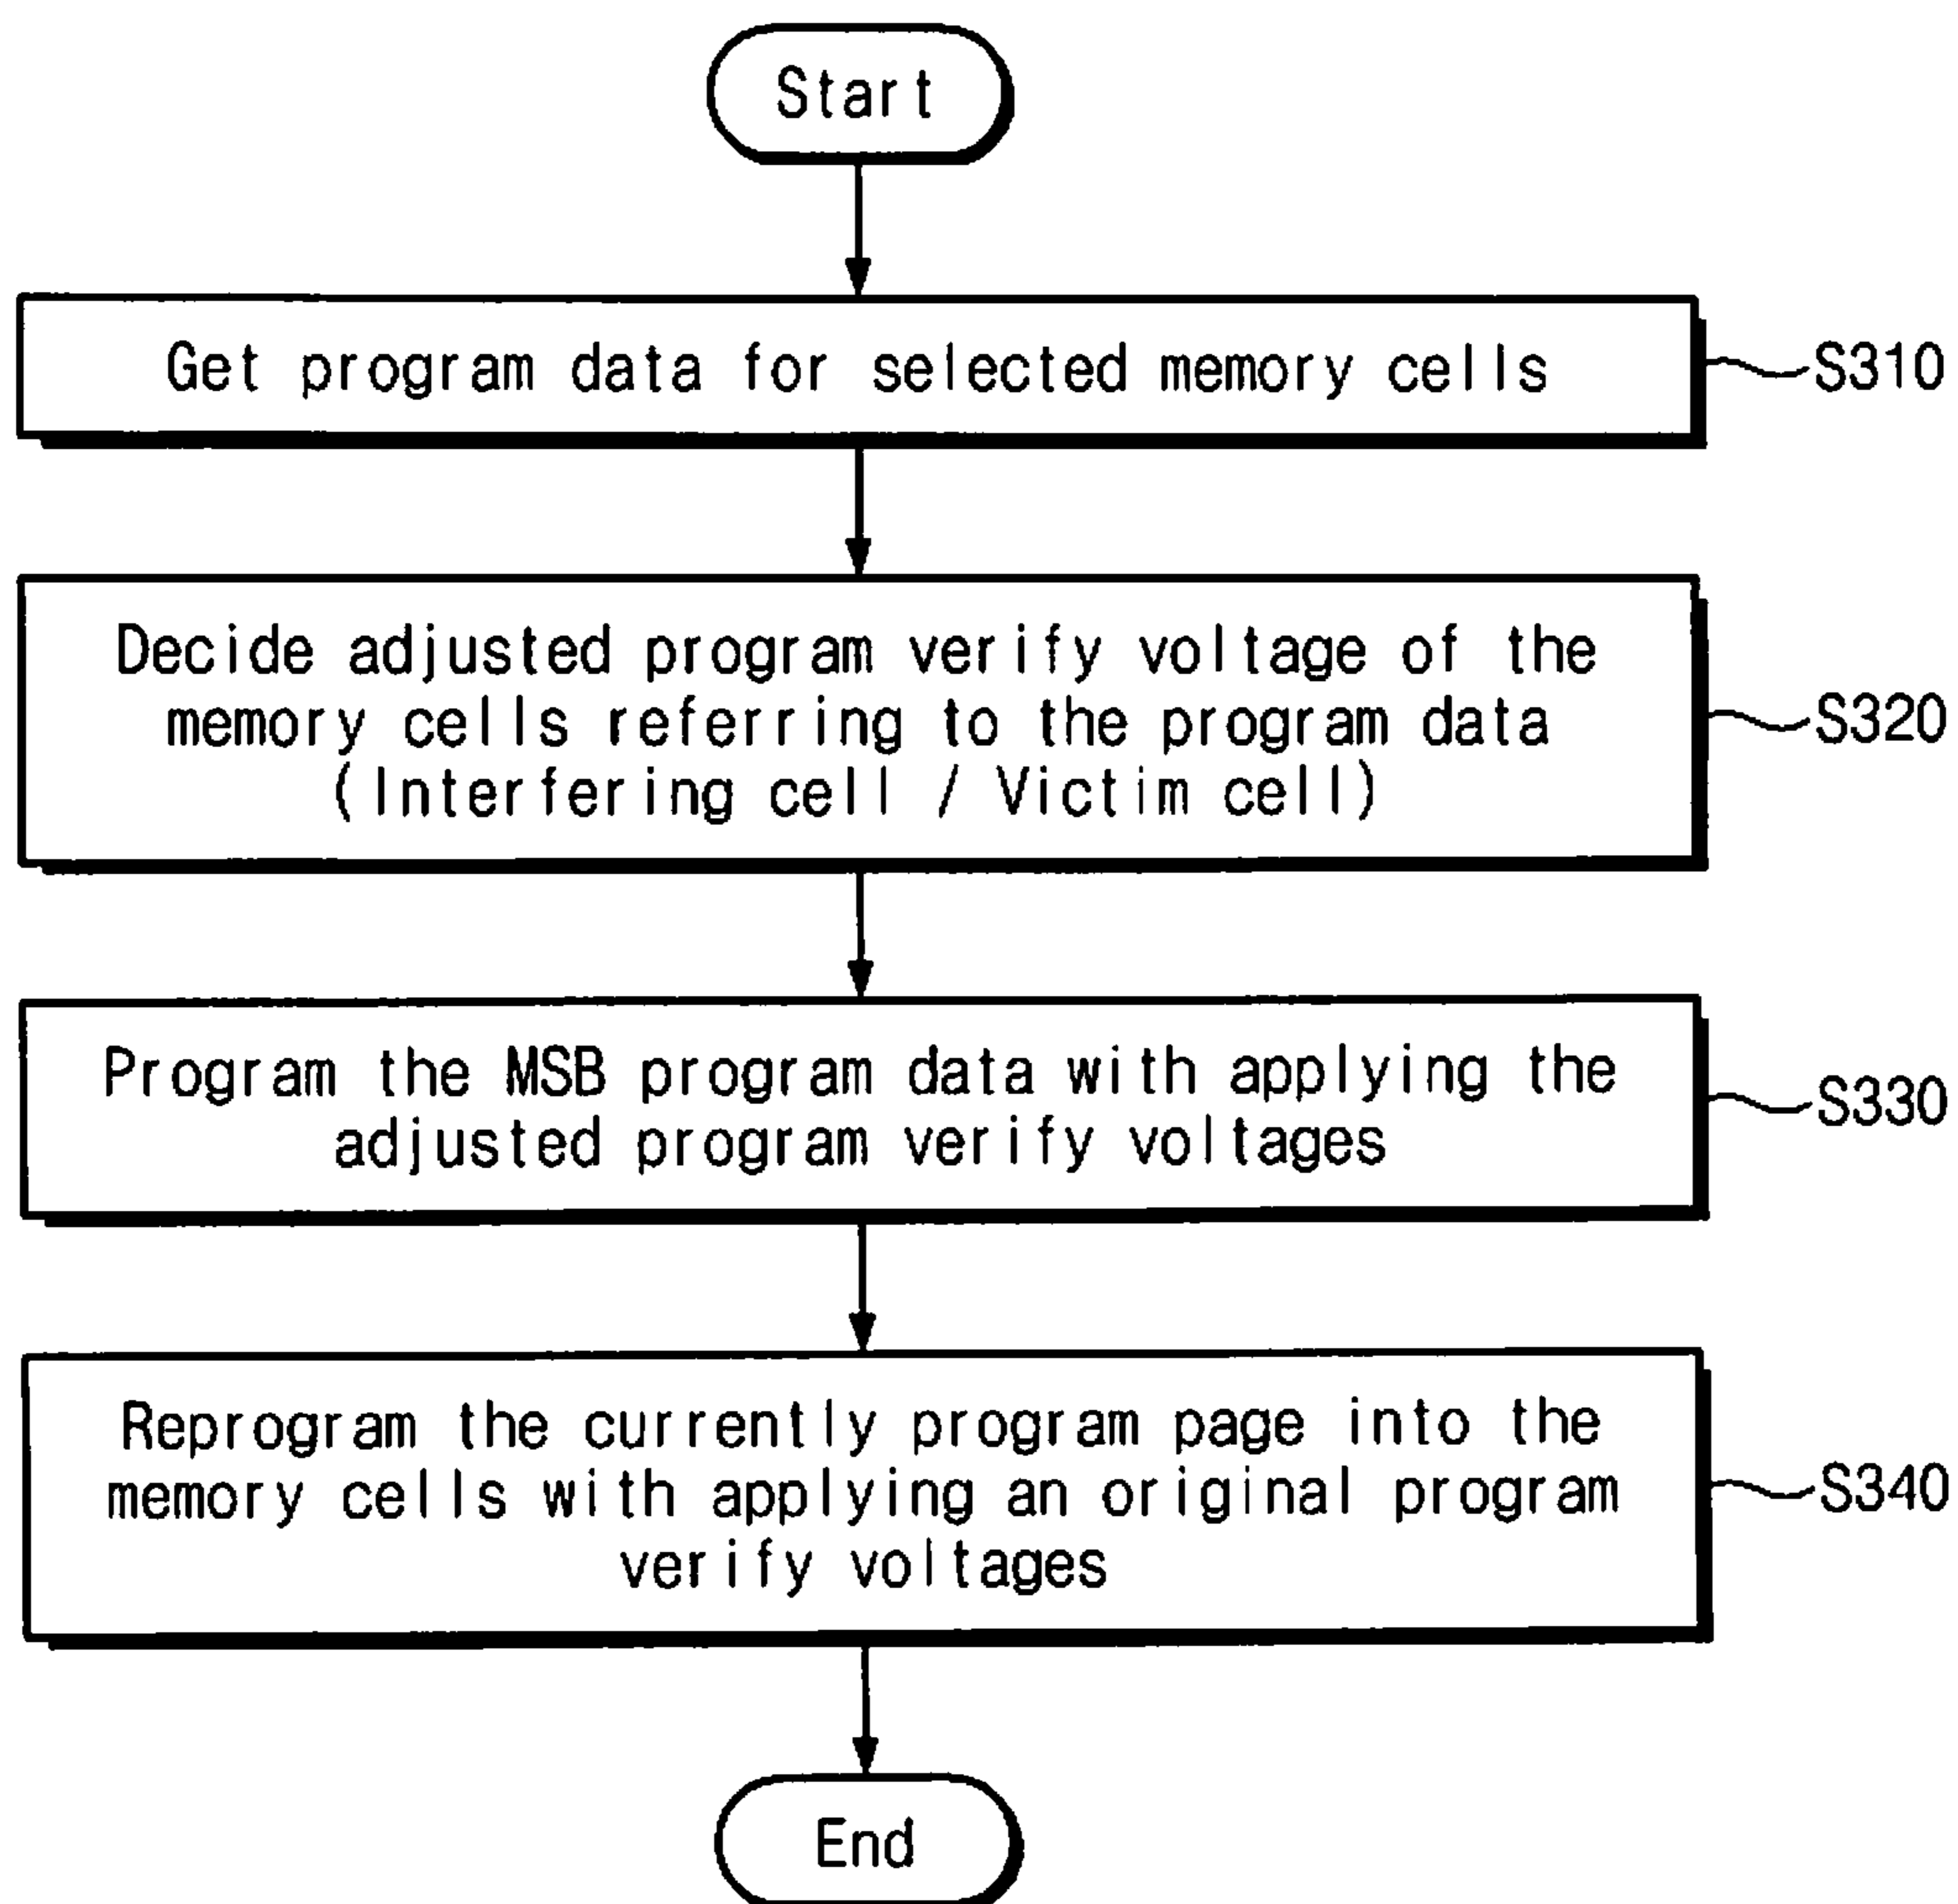 Start
Get program data for selected memory cells
S310
Decide adjusted program verify voltage of the
memory cells referring to the program data
(Interfering cell / Victim cell)
S320
Program the MSB program data with applying the
adjusted program verify voltages
S330
Reprogram the currently program page into the
memory cells with applying an original program
verify voltages
S340
End